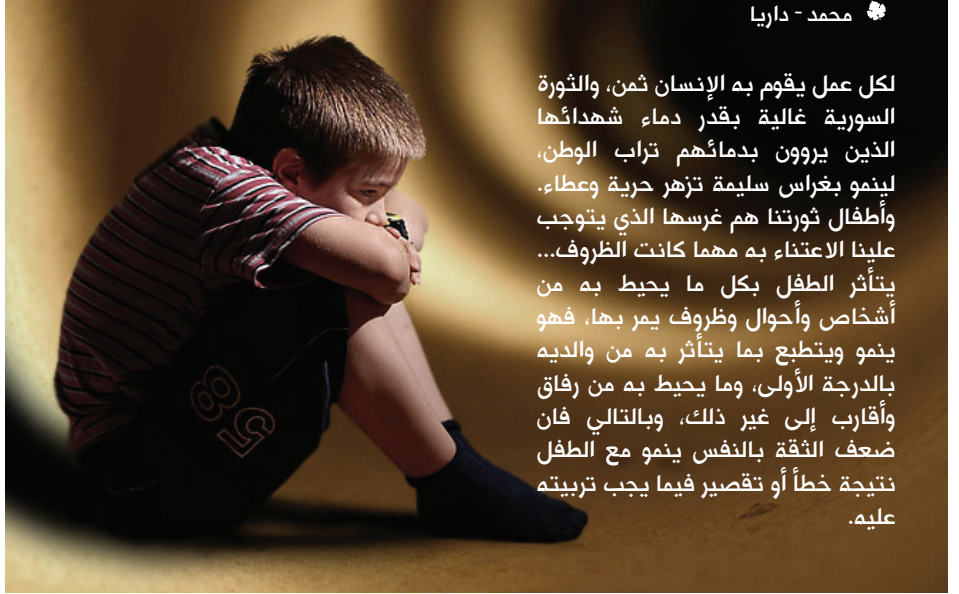 محمد - داريا
لكل عمل يقوم به الإنسان ثمن، والثورة
السورية غالية بقدر دماء شهدائها
الذين يروون بدمائهم تراب الوطن،
لينمو بغراس سليمة تزهر حرية وعطاء.
وأطفال ثورتنا هم غرسها الذي يتوجب
علينا الاعتناء به مهما كانت الظروف...
يتأثر الطفل بكل ما يحيط به من
أشخاص وأحوال وظروف يمر بها، فهو
ينمو ويتطبع بما يتأثر به من والديه
بالدرجة الأولى، وما يحيط به من رفاق
وأقارب إلى غير ذلك، وبالتالي فان
ضعف الثقة بالنفس ينمو مع الطفل
نتيجة خطأ أو تقصير فيما يجب تربيته
عليه.
85